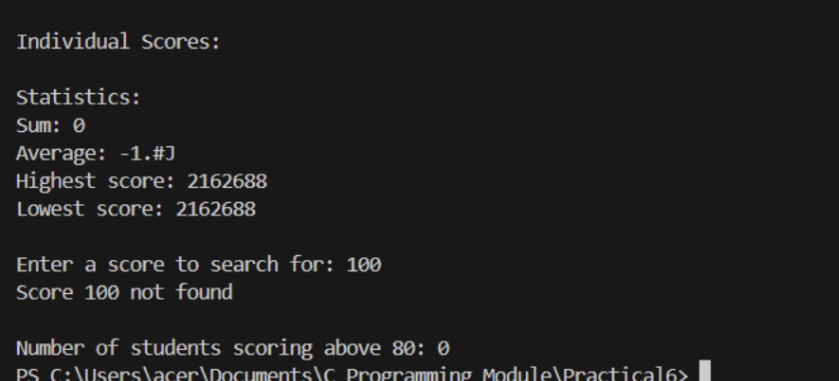 Individual Scores:
Statistics:
Sum: 0
Average: -1.#J
Highest score: 2162688
Lowest score: 2162688
Enter a score to search for: 100
Score 100 not found
Number of students scoring above 80: 0
PS C:\Users\acer\Documents\C Programming Module\Practical6>